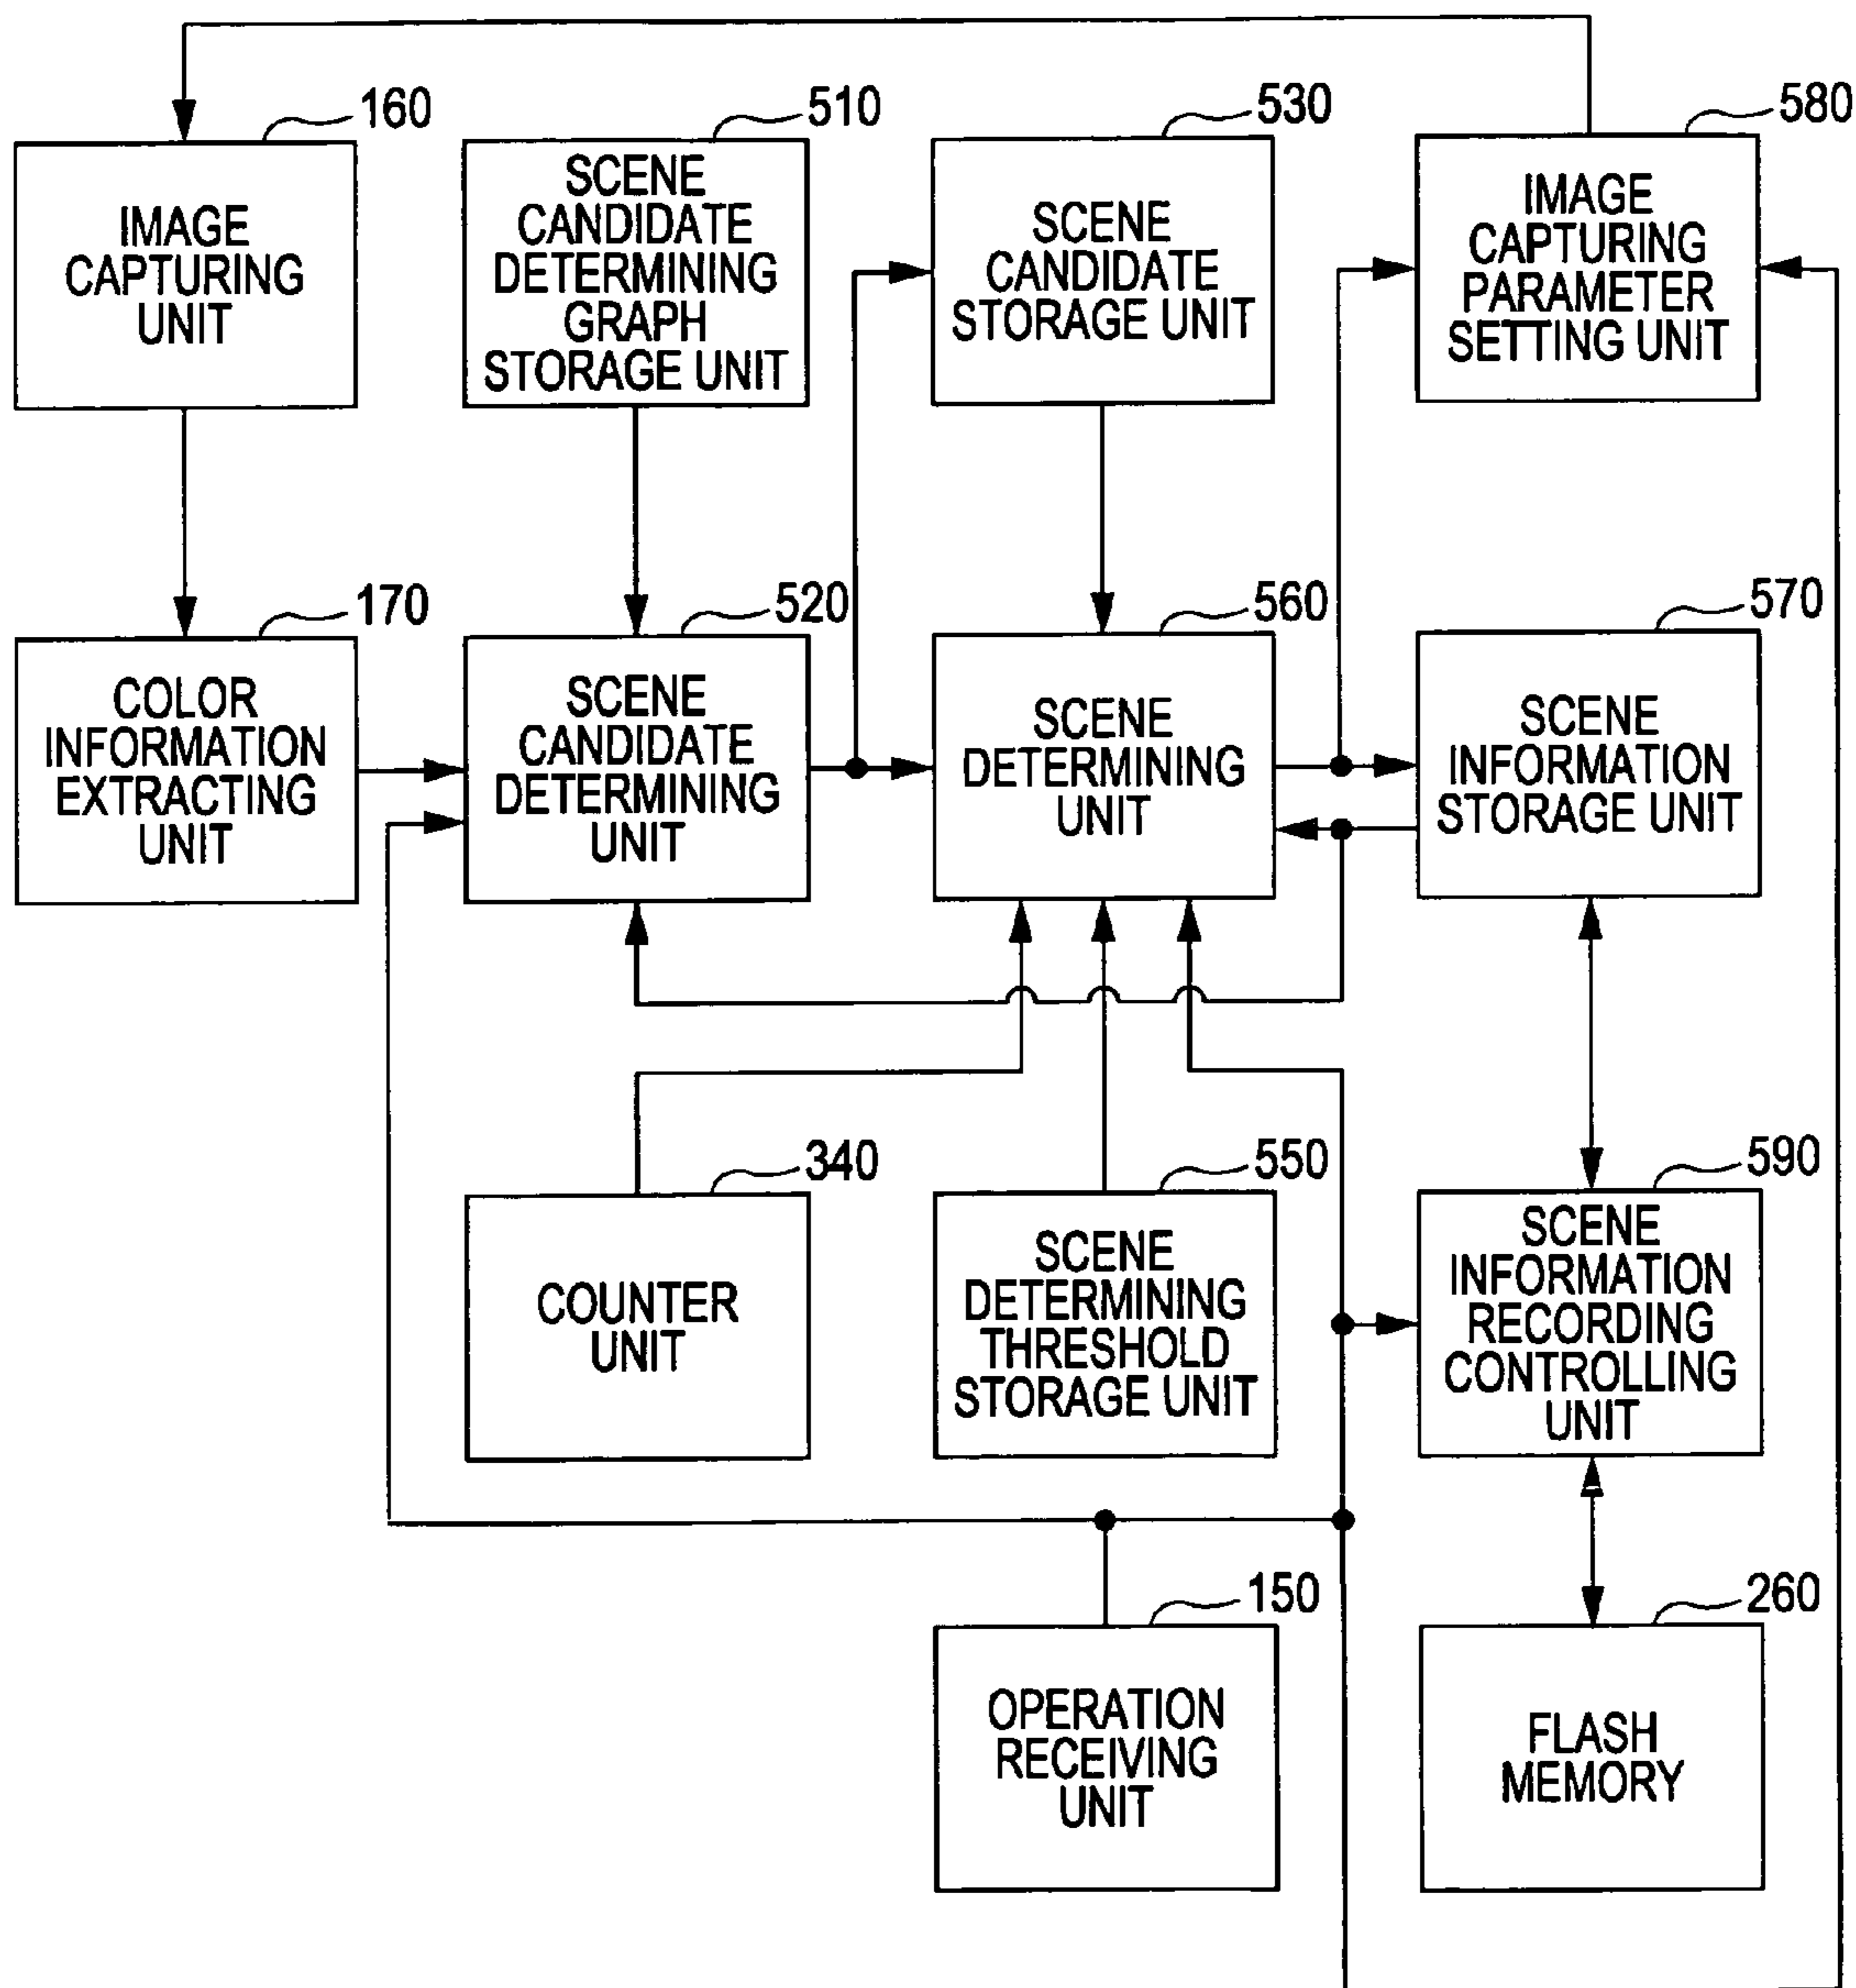 160
IMAGE
CAPTURING
UNIT
510
SCENE
CANDIDATE
DETERMINING
GRAPH
STORAGE UNIT
530
SCENE
CANDIDATE
STORAGE UNIT
580
IMAGE
CAPTURING
PARAMETER
SETTING UNIT
170
COLOR
INFORMATION
EXTRACTING
UNIT
520
SCENE
CANDIDATE
DETERMINING
UNIT
560
SCENE
DETERMINING
UNIT
570
SCENE
INFORMATION
STORAGE UNIT
340
COUNTER
UNIT
550
SCENE
DETERMINING
THRESHOLD
STORAGE UNIT
590
SCENE
INFORMATION
RECORDING
CONTROLLING
UNIT
150
OPERATION
RECEIVING
UNIT
260
FLASH
MEMORY